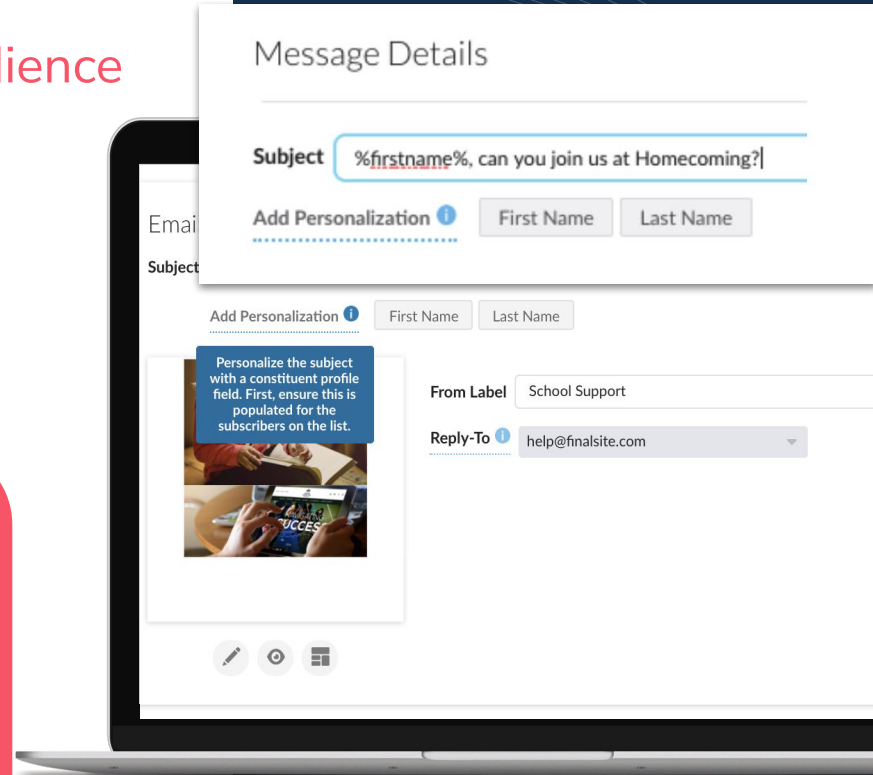 Message Details
Subject %firstname%, can you join us at Homecoming?
Add Personalization First Name Last Name
Subject
Add Personalization First Name Last Name
Personalize the subject
with a constituent profile
field. First, ensure this is
populated for the
subscribers on the list.
From Label School Support
Reply-To help@finalsite.com
SUCCESS